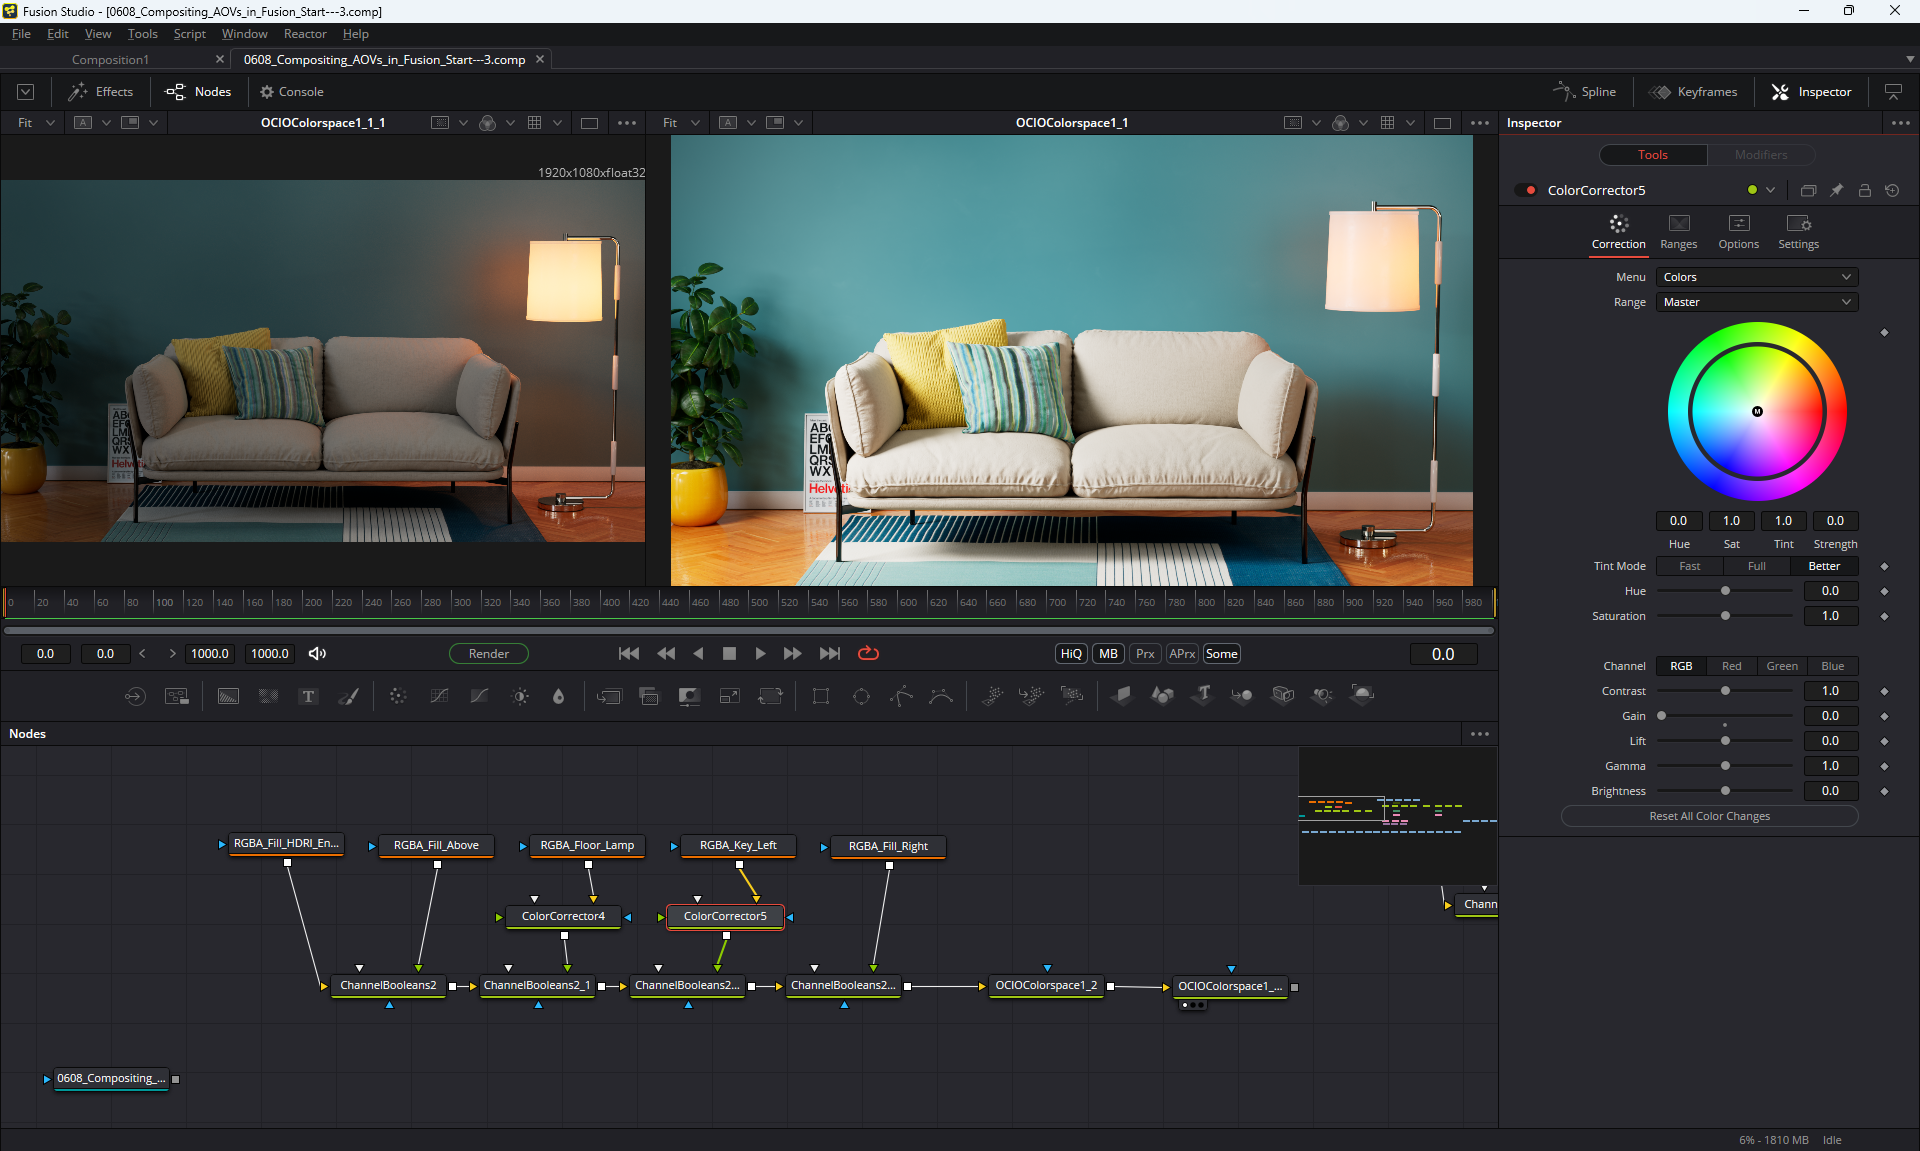 Fusion Studio - [0608_Compositing_AOVs_in_Fusion_Start---3.comp]
File Edit View Tools Script Window Reactor Help
Composition1 0608_Compositing_AOVs_in_Fusion_Start---3.comp
Effects Nodes Console Spline Keyframes Inspector
Fit A OCIOColorspace1_1_1 Fit A OCIOColorspace1_1 Inspector
Tools Modifiers
1920x1080xfloat32
ColorCorrector5
Correction Ranges Options Settings
Menu Colors
Range Master
M
0.0 1.0 1.0 0.0
Hue Sat Tint Strength
Tint Mode Fast Full Better
Hue 0.0
Saturation 1.0
Channel RGB Red Green Blue
Contrast 1.0
Gain 0.0
Lift 0.0
Gamma 1.0
Brightness 0.0
Reset All Color Changes
0 20 40 60 80 100 120 140 160 180 200 220 240 260 280 300 320 340 360 380 400 420 440 460 480 500 520 540 560 580 600 620 640 660 680 700 720 740 760 780 800 820 840 860 880 900 920 940 960 980
0.0 0.0 < > 1000.0 1000.0 Render HiQ MB Prx APrx Some 0.0
T
Nodes
RGBA_Fill_HDRI_En... RGBA_Fill_Above RGBA_Floor_Lamp RGBA_Key_Left RGBA_Fill_Right
Chann
ColorCorrector4 ColorCorrector5
ChannelBooleans2 ChannelBooleans2_1 ChannelBooleans2... ChannelBooleans2... OCIOColorspace1_2 OCIOColorspace1_...
0608_Compositing_...
6% - 1810 MB Idle